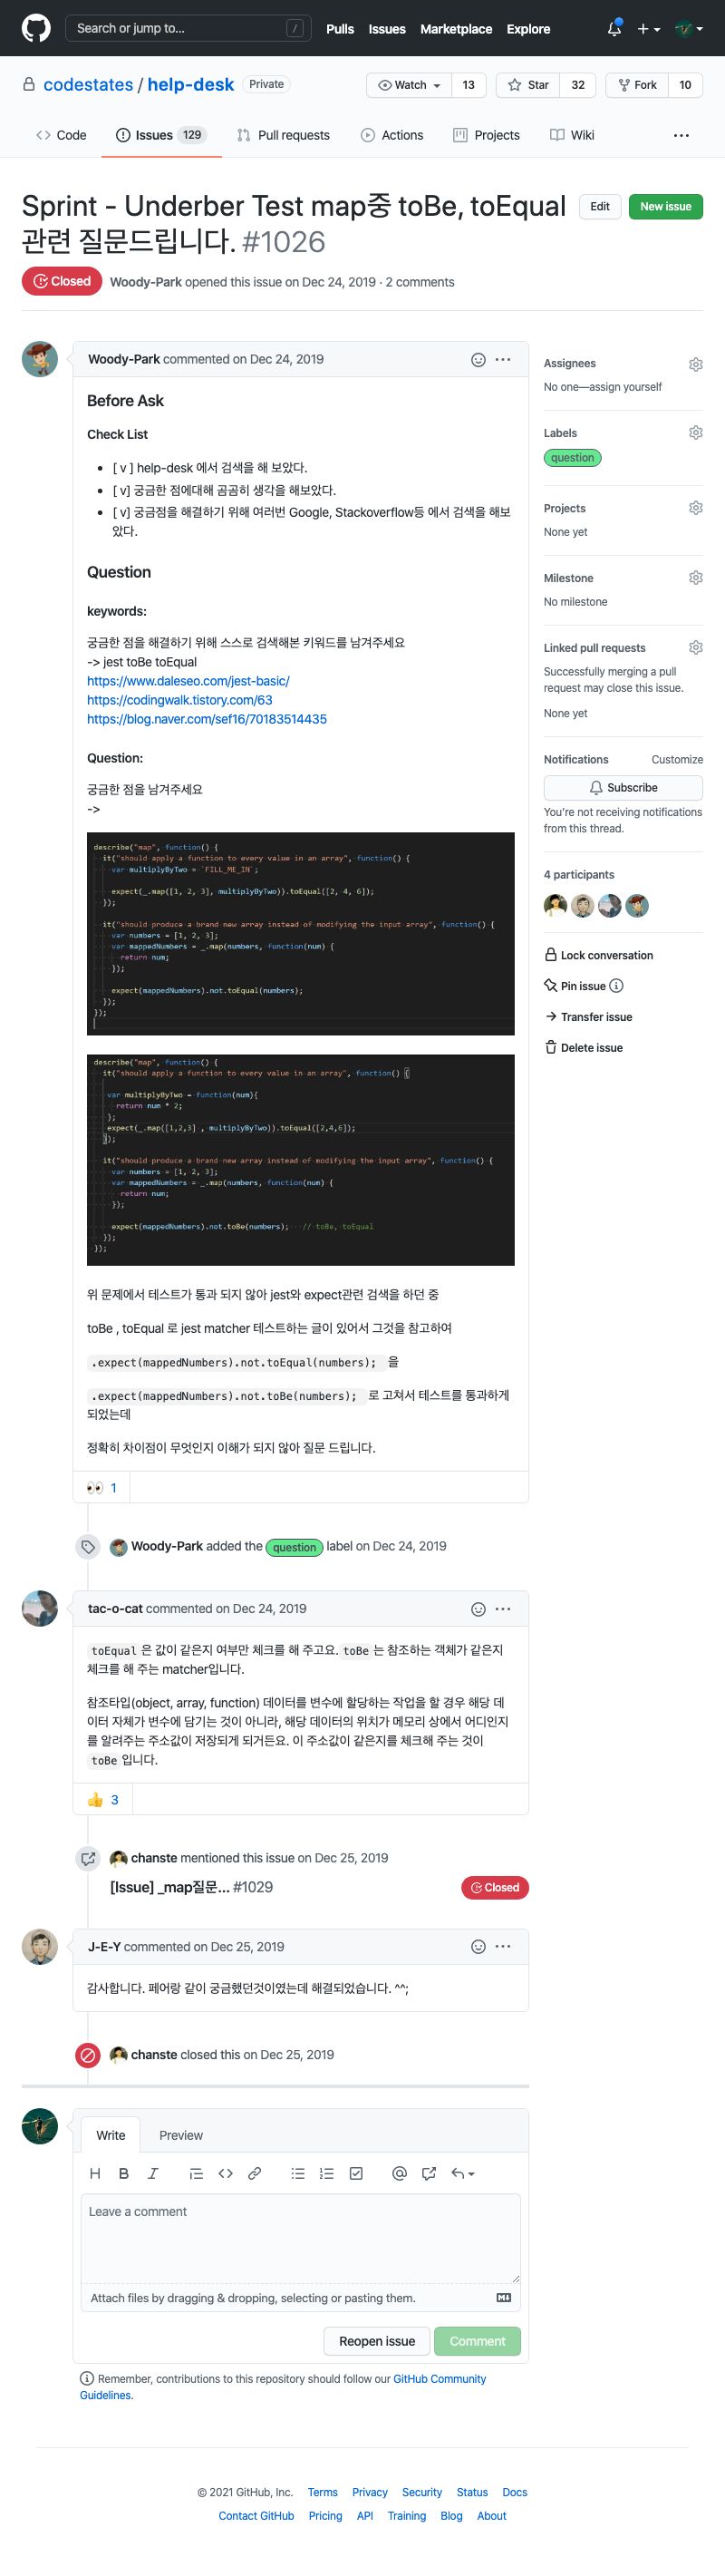 Search or jump to...
/
Pulls Issues Marketplace Explore
codestates / help-desk Private
Watch 13 Star 32 Fork 10
Code Issues 129 Pull requests Actions Projects Wiki ...
Sprint - Underber Test map중 toBe, toEqual
관련 질문드립니다. #1026
Edit New issue
Closed Woody-Park opened this issue on Dec 24, 2019 · 2 comments
Woody-Park commented on Dec 24, 2019
Before Ask
Check List
• [ v ] help-desk 에서 검색을 해 보았다.
• [ v] 궁금한 점에대해 곰곰히 생각을 해보았다.
• [ v] 궁금점을 해결하기 위해 여러번 Google, Stackoverflow등 에서 검색을 해보
았다.
Question
keywords:
궁금한 점을 해결하기 위해 스스로 검색해본 키워드를 남겨주세요
-> jest toBe toEqual
https://www.daleseo.com/jest-basic/
https://codingwalk.tistory.com/63
https://blog.naver.com/sef16/70183514435
Question:
궁금한 점을 남겨주세요
->
describe("map", function() {
it("should apply a function to every value in an array", function() {
var multiplyByTwo = `FILL_ME_IN`;
expect(_.map([1, 2, 3], multiplyByTwo)).toEqual([2, 4, 6]);
});
it("should produce a brand new array instead of modifying the input array", function() {
var numbers = [1, 2, 3];
var mappedNumbers = _.map(numbers, function(num) {
return num;
});
expect(mappedNumbers).not.toEqual(numbers);
});
});
describe("map", function() {
it("should apply a function to every value in an array", function() {
var multiplyByTwo = function(num){
return num * 2;
};
expect(_.map([1,2,3] , multiplyByTwo)).toEqual([2,4,6]);
});
it("should produce a brand new array instead of modifying the input array", function() {
var numbers = [1, 2, 3];
var mappedNumbers = _.map(numbers, function(num) {
return num;
});
expect(mappedNumbers).not.toBe(numbers); // toBe, toEqual
});
});
위 문제에서 테스트가 통과 되지 않아 jest와 expect관련 검색을 하던 중
toBe , toEqual 로 jest matcher 테스트하는 글이 있어서 그것을 참고하여
.expect(mappedNumbers).not.toEqual(numbers); 을
.expect(mappedNumbers).not.toBe(numbers); 로 고쳐서 테스트를 통과하게
되었는데
정확히 차이점이 무엇인지 이해가 되지 않아 질문 드립니다.
👀 1
Woody-Park added the question label on Dec 24, 2019
tac-o-cat commented on Dec 24, 2019
toEqual 은 값이 같은지 여부만 체크를 해 주고요. toBe 는 참조하는 객체가 같은지
체크를 해 주는 matcher입니다.
참조타입(object, array, function) 데이터를 변수에 할당하는 작업을 할 경우 해당 데
이터 자체가 변수에 담기는 것이 아니라, 해당 데이터의 위치가 메모리 상에서 어디인지
를 알려주는 주소값이 저장되게 되거든요. 이 주소값이 같은지를 체크해 주는 것이
toBe 입니다.
👍 3
chanste mentioned this issue on Dec 25, 2019
[Issue] _map질문... #1029 Closed
J-E-Y commented on Dec 25, 2019
감사합니다. 페어랑 같이 궁금했던것이였는데 해결되었습니다. ^^;
chanste closed this on Dec 25, 2019
Write Preview
H B I
Leave a comment
Attach files by dragging & dropping, selecting or pasting them.
Reopen issue Comment
Remember, contributions to this repository should follow our GitHub Community
Guidelines.
Assignees
No one—assign yourself
Labels
question
Projects
None yet
Milestone
No milestone
Linked pull requests
Successfully merging a pull
request may close this issue.
None yet
Notifications Customize
Subscribe
You're not receiving notifications
from this thread.
4 participants
Lock conversation
Pin issue
Transfer issue
Delete issue
© 2021 GitHub, Inc. Terms Privacy Security Status Docs
Contact GitHub Pricing API Training Blog About